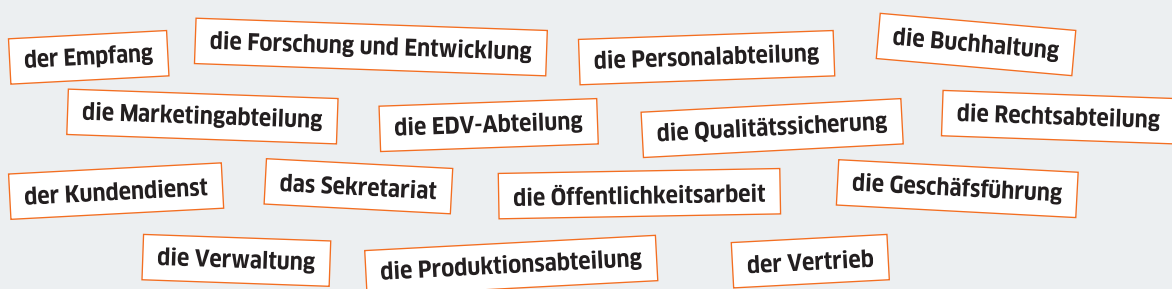 der Empfang
die Forschung und Entwicklung
die Personalabteilung
die Buchhaltung
die Marketingabteilung
die EDV-Abteilung
die Qualitätssicherung
die Rechtsabteilung
der Kundendienst
das Sekretariat
die Öffentlichkeitsarbeit
die Geschäfsführung
die Verwaltung
die Produktionsabteilung
der Vertrieb